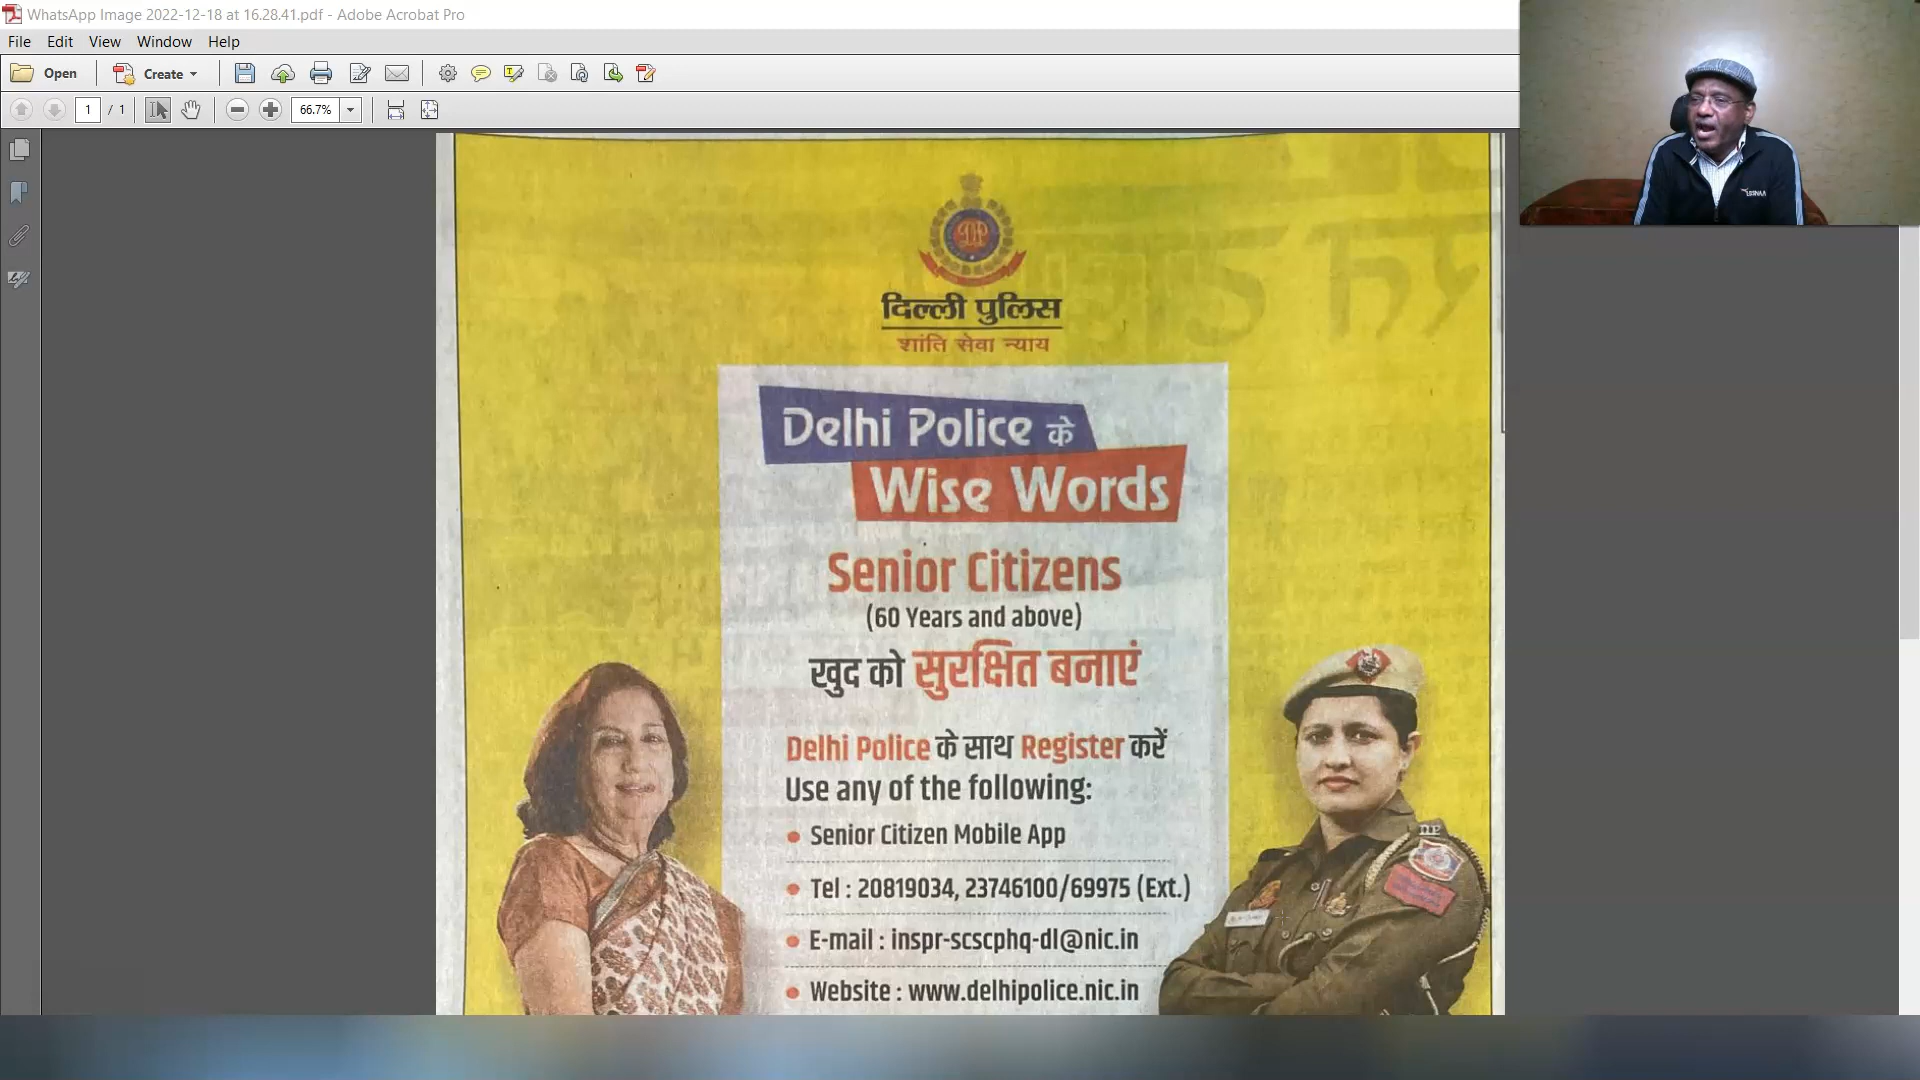 WhatsApp Image 2022-12-18 at 16.28.41.pdf - Adobe Acrobat Pro
File Edit View Window Help
Open Create
1 / 1 66.7%
DP
दिल्ली पुलिस
शांति सेवा न्याय
Delhi Police के
Wise Words
Senior Citizens
(60 Years and above)
खुद को सुरक्षित बनाएं
Delhi Police के साथ Register करें
Use any of the following:
• Senior Citizen Mobile App
• Tel : 20819034, 23746100/69975 (Ext.)
• E-mail : inspr-scscphq-dl@nic.in
• Website : www.delhipolice.nic.in
D.P